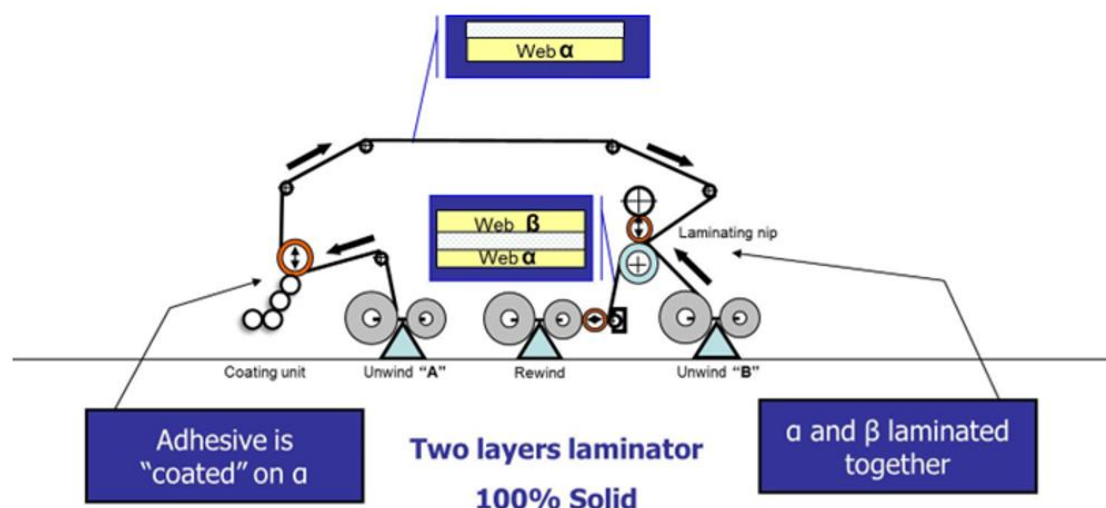 Web α
Web β
Web α
Laminating nip
Coating unit
Unwind “A”
Rewind
Unwind “B”
Adhesive is
“coated” on α
Two layers laminator
100% Solid
α and β laminated
together